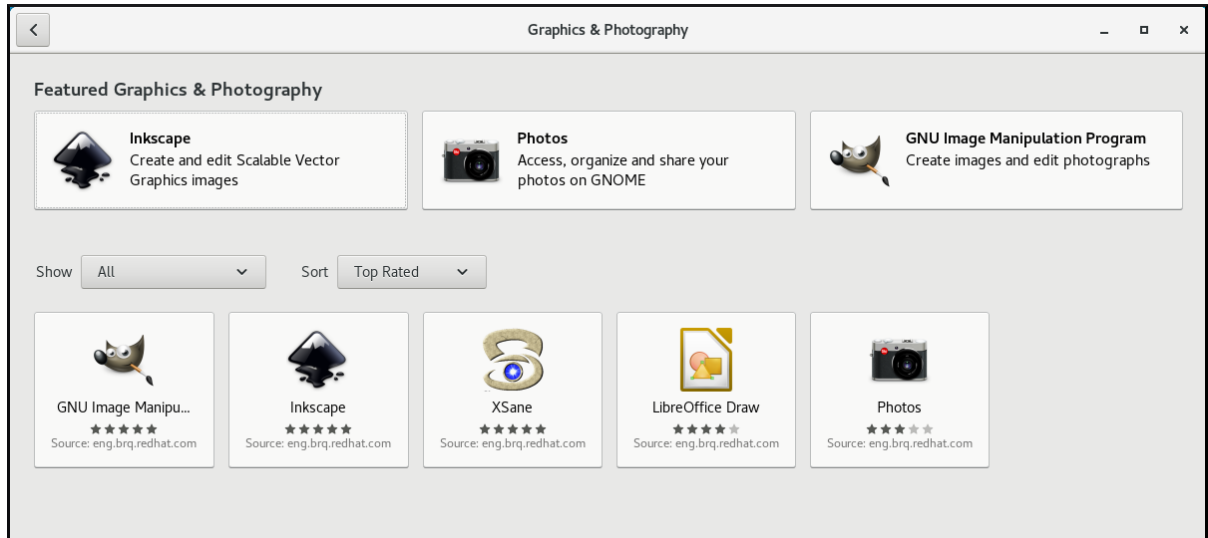 Graphics & Photography
Featured Graphics & Photography
Inkscape
Create and edit Scalable Vector
Graphics images
Photos
Access, organize and share your
photos on GNOME
GNU Image Manipulation Program
Create images and edit photographs
Show All Sort Top Rated
GNU Image Manipu...
Source: eng.brq.redhat.com
Inkscape
Source: eng.brq.redhat.com
XSane
Source: eng.brq.redhat.com
LibreOffice Draw
Source: eng.brq.redhat.com
Photos
Source: eng.brq.redhat.com